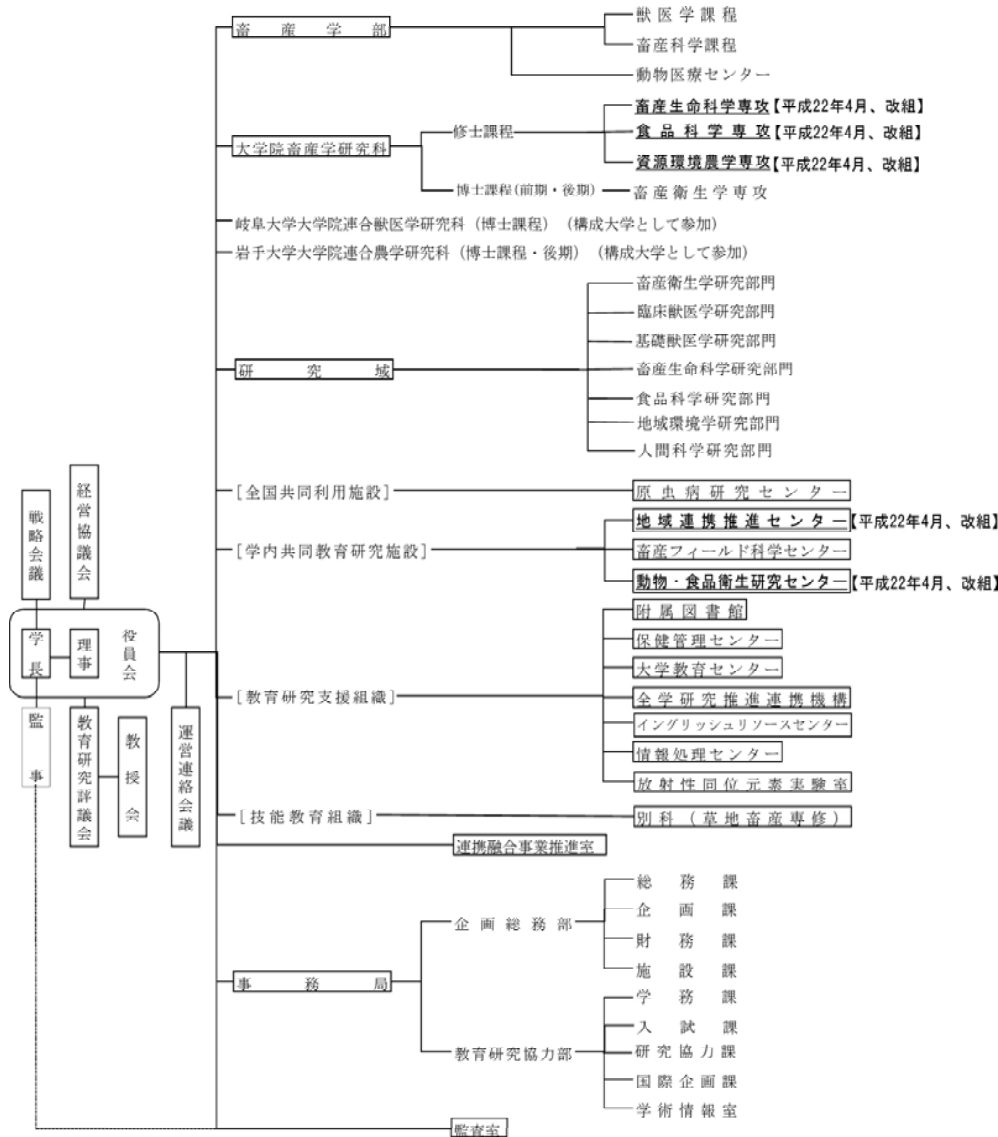 畜産学部
獣医学課程
畜産科学課程
動物医療センター
大学院畜産学研究科
修士課程
畜産生命科学専攻【平成22年4月、改組】
食品科学専攻【平成22年4月、改組】
資源環境農学専攻【平成22年4月、改組】
博士課程(前期・後期)
畜産衛生学専攻
岐阜大学大学院連合獣医学研究科（博士課程）（構成大学として参加）
岩手大学大学院連合農学研究科（博士課程・後期）（構成大学として参加）
研究域
畜産衛生学研究部門
臨床獣医学研究部門
基礎獣医学研究部門
畜産生命科学研究部門
食品科学研究部門
地域環境学研究部門
人間科学研究部門
[全国共同利用施設]
原虫病研究センター
[学内共同教育研究施設]
地域連携推進センター【平成22年4月、改組】
畜産フィールド科学センター
動物・食品衛生研究センター【平成22年4月、改組】
戦略会議
経営協議会
学長
理事
役員会
監事
教育研究評議会
教授会
運営連絡会議
[教育研究支援組織]
附属図書館
保健管理センター
大学教育センター
全学研究推進連携機構
イングリッシュリソースセンター
情報処理センター
放射性同位元素実験室
[技能教育組織]
別科（草地畜産専修）
連携融合事業推進室
事務局
企画総務部
総務課
企画課
財務課
施設課
教育研究協力部
学務課
入試課
研究協力課
国際企画課
学術情報室
監査室